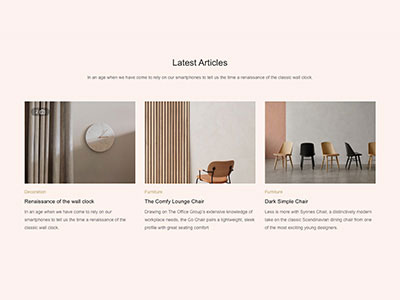 Latest Articles
In an age when we have come to rely on our smartphones to tell us the time a renaissance of the classic wall clock.
Decoration
Renaissance of the wall clock
In an age when we have come to rely on our
smartphones to tell us the time a renaissance of the
classic wall clock.
Furniture
The Comfy Lounge Chair
Drawing on The Office Group's extensive knowledge of
workplace needs, the Go Chair pairs a lightweight, sleek
profile with great seating comfort
Furniture
Dark Simple Chair
Less is more with Synnes Chair, a distinctively modern
take on the classic Scandinavian dining chair from one
of the most exciting young designers.